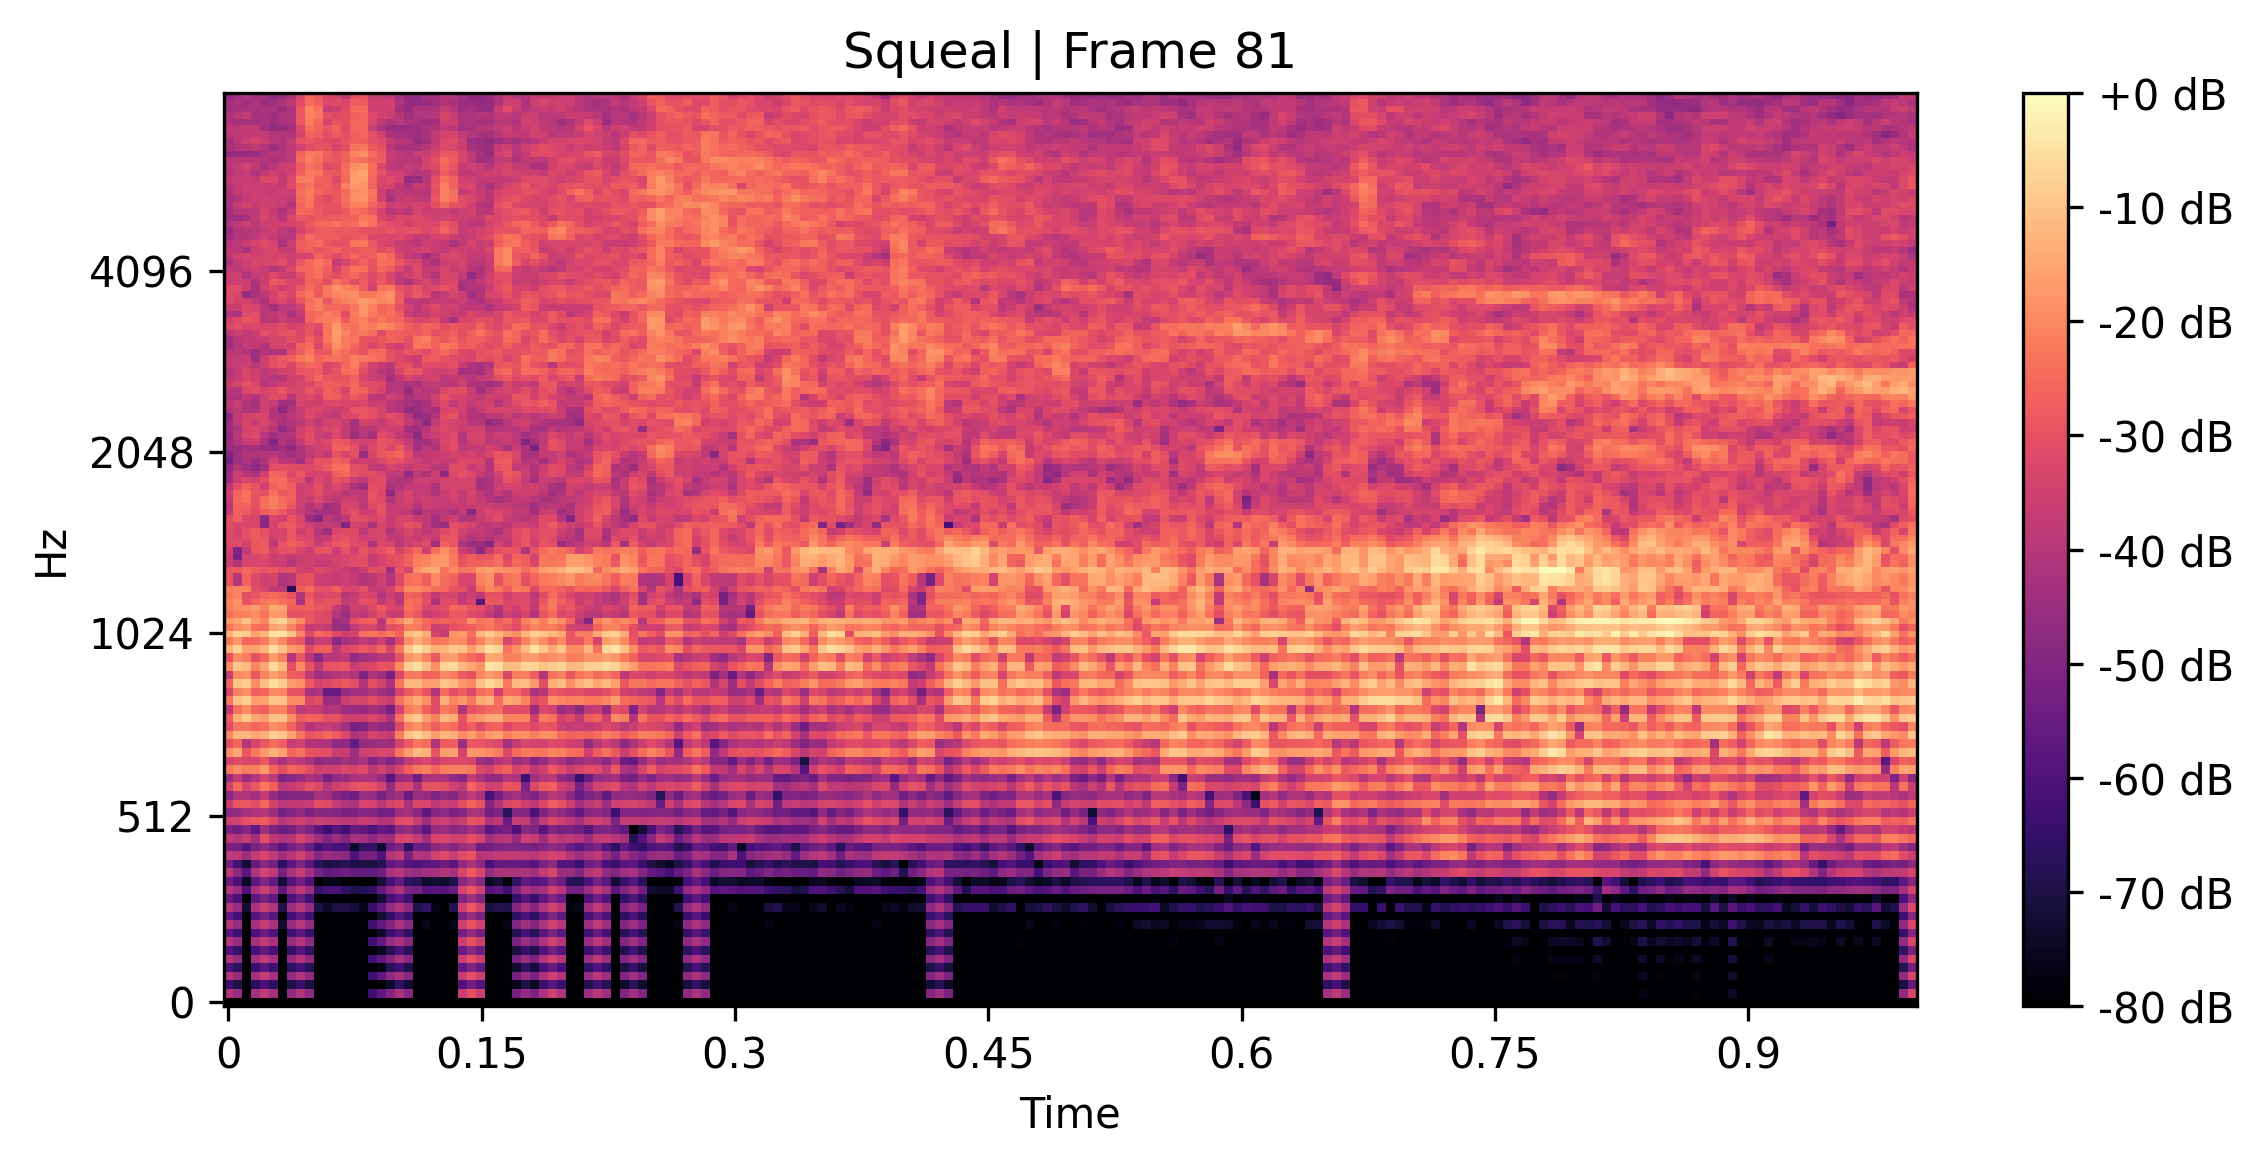 Squeal | Frame 81
Hz
4096
2048
1024
512
0
0 0.15 0.3 0.45 0.6 0.75 0.9
Time
+0 dB
-10 dB
-20 dB
-30 dB
-40 dB
-50 dB
-60 dB
-70 dB
-80 dB